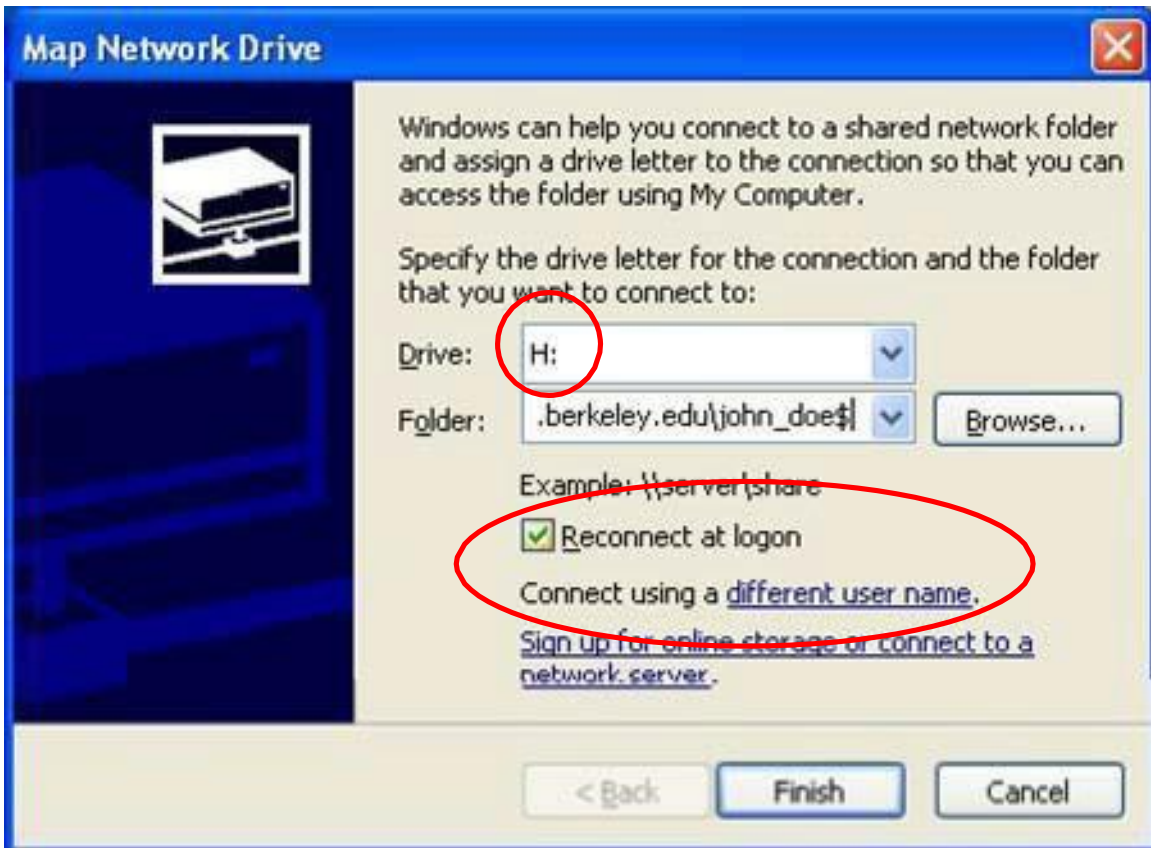 Map Network Drive
Windows can help you connect to a shared network folder
and assign a drive letter to the connection so that you can
access the folder using My Computer.
Specify the drive letter for the connection and the folder
that you want to connect to:
Drive: H:
Folder: .berkeley.edu\john_doe$ Browse...
Example: \\server\share
Reconnect at logon
Connect using a different user name.
Sign up for online storage or connect to a
network server.
< Back Finish Cancel